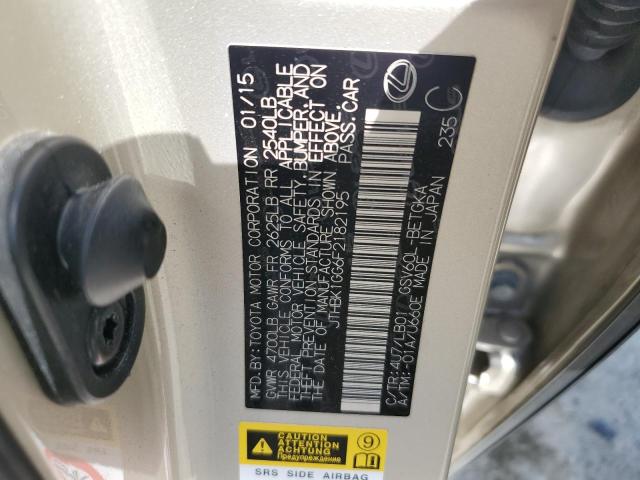 MFD.BY:TOYOTA MOTOR CORPORATION 01/15
GVWR 4700LB GAWR FR 2625LB RR 2540LB
THIS VEHICLE CONFORMS TO ALL APPLICABLE
FEDERAL MOTOR VEHICLE SAFETY, BUMPER, AND
THEFT PREVENTION STANDARDS IN EFFECT ON
THE DATE OF MANUFACTURE SHOWN ABOVE.
JTHBK1GG6F2182195 PASS.CAR
C/TR:4U7/LB01 GSV60L-BETGKA
A/TM:-01A/U660E MADE IN JAPAN
235
CAUTION
ATTENTION
ACHTUNG
Предупреждение
9
SRS SIDE AIRBAG